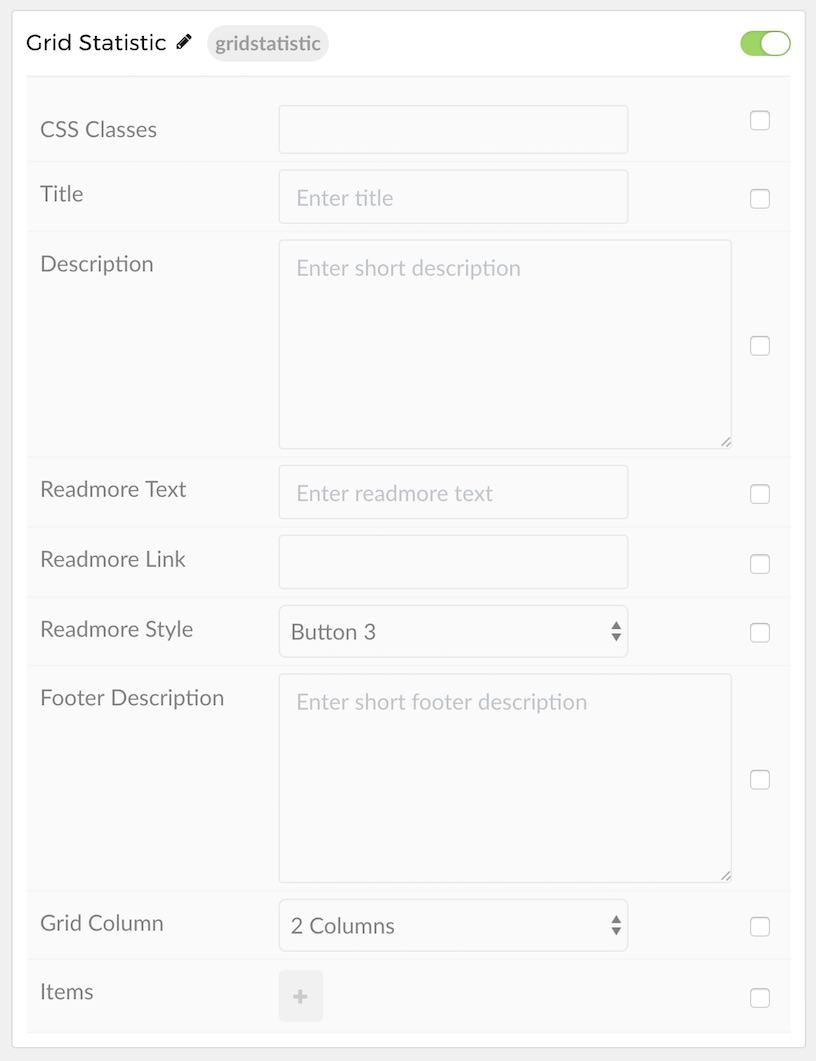 Grid Statistic gridstatistic
CSS Classes
Title Enter title
Description Enter short description
Readmore Text Enter readmore text
Readmore Link
Readmore Style Button 3
Footer Description Enter short footer description
Grid Column 2 Columns
Items +